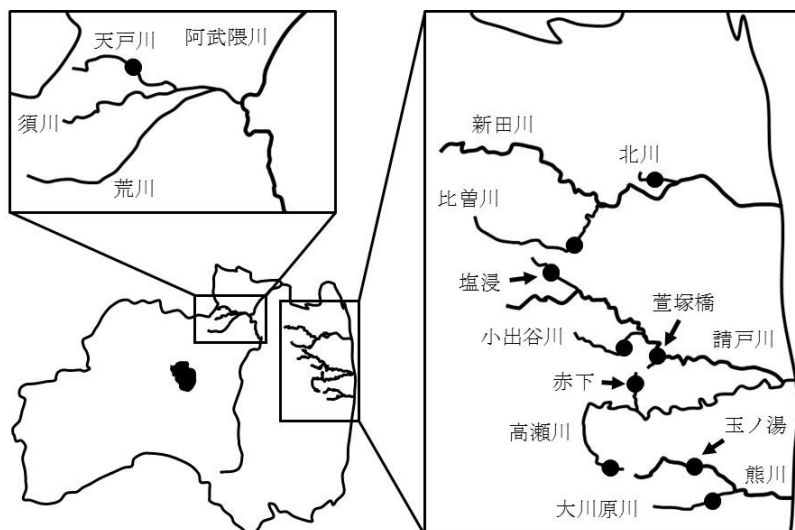 天戸川
阿武隈川
須川
荒川
新田川
北川
比曽川
塩浸
萱塚橋
小出谷川
請戸川
赤下
高瀬川
玉ノ湯
熊川
大川原川